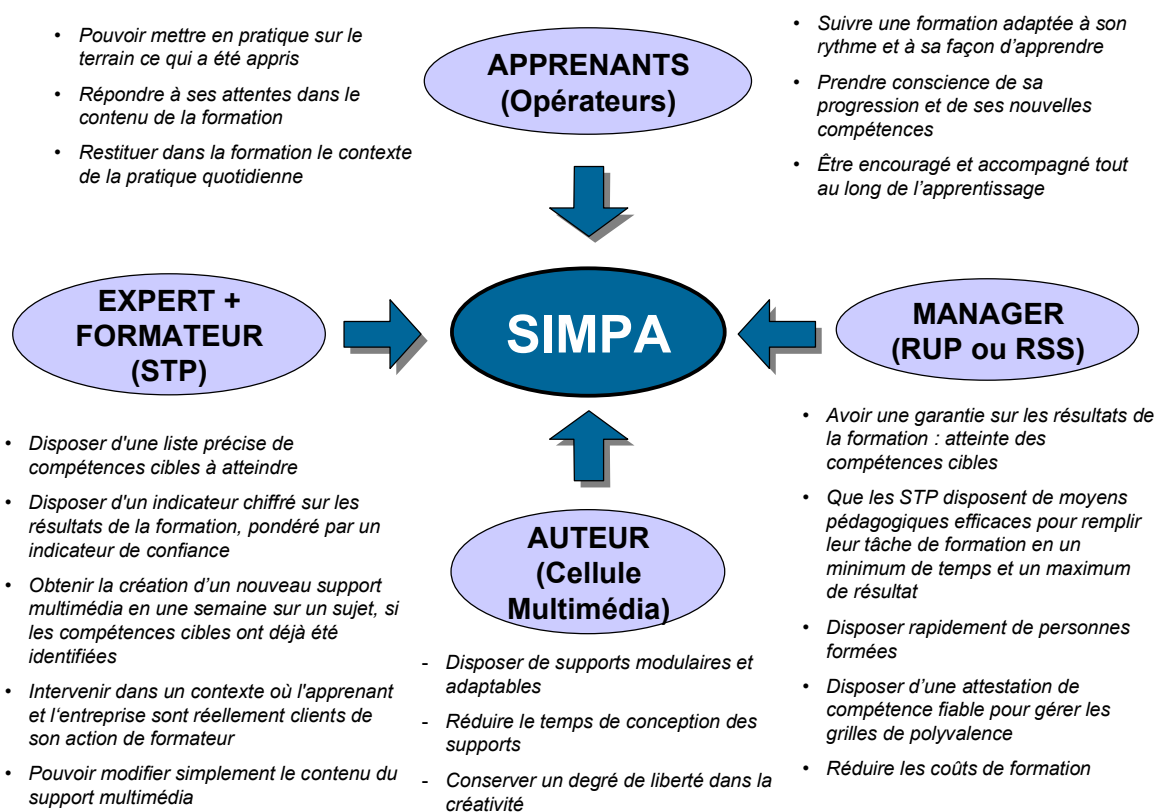 • Pouvoir mettre en pratique sur le
terrain ce qui a été appris
• Répondre à ses attentes dans le
contenu de la formation
• Restituer dans la formation le contexte
de la pratique quotidienne
APPRENANTS
(Opérateurs)
• Suivre une formation adaptée à son
rythme et à sa façon d’apprendre
• Prendre conscience de sa
progression et de ses nouvelles
compétences
• Être encouragé et accompagné tout
au long de l’apprentissage
EXPERT +
FORMATEUR
(STP)
SIMPA
MANAGER
(RUP ou RSS)
• Disposer d'une liste précise de
compétences cibles à atteindre
• Disposer d'un indicateur chiffré sur les
résultats de la formation, pondéré par un
indicateur de confiance
• Obtenir la création d’un nouveau support
multimédia en une semaine sur un sujet, si
les compétences cibles ont déjà été
identifiées
• Intervenir dans un contexte où l'apprenant
et l‘entreprise sont réellement clients de
son action de formateur
• Pouvoir modifier simplement le contenu du
support multimédia
AUTEUR
(Cellule
Multimédia)
- Disposer de supports modulaires et
adaptables
- Réduire le temps de conception des
supports
- Conserver un degré de liberté dans la
créativité
• Avoir une garantie sur les résultats de
la formation : atteinte des
compétences cibles
• Que les STP disposent de moyens
pédagogiques efficaces pour remplir
leur tâche de formation en un
minimum de temps et un maximum
de résultat
• Disposer rapidement de personnes
formées
• Disposer d’une attestation de
compétence fiable pour gérer les
grilles de polyvalence
• Réduire les coûts de formation